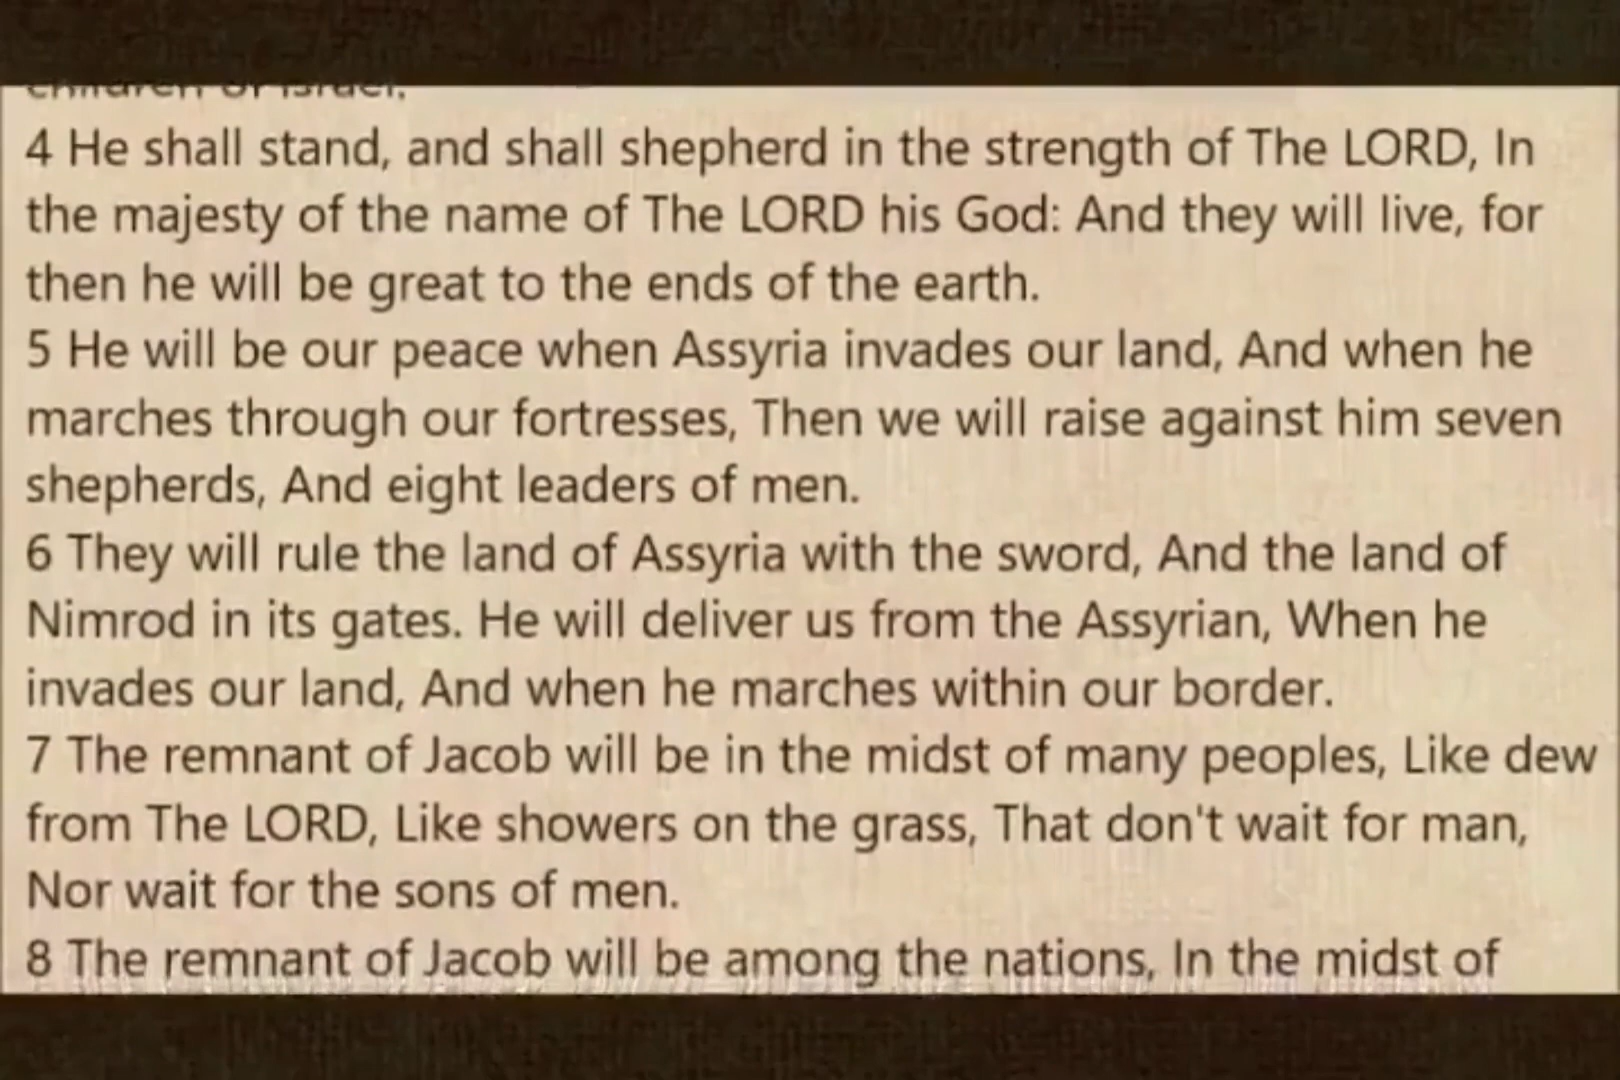 children of Israel.
4 He shall stand, and shall shepherd in the strength of The LORD, In
the majesty of the name of The LORD his God: And they will live, for
then he will be great to the ends of the earth.
5 He will be our peace when Assyria invades our land, And when he
marches through our fortresses, Then we will raise against him seven
shepherds, And eight leaders of men.
6 They will rule the land of Assyria with the sword, And the land of
Nimrod in its gates. He will deliver us from the Assyrian, When he
invades our land, And when he marches within our border.
7 The remnant of Jacob will be in the midst of many peoples, Like dew
from The LORD, Like showers on the grass, That don't wait for man,
Nor wait for the sons of men.
8 The remnant of Jacob will be among the nations, In the midst of